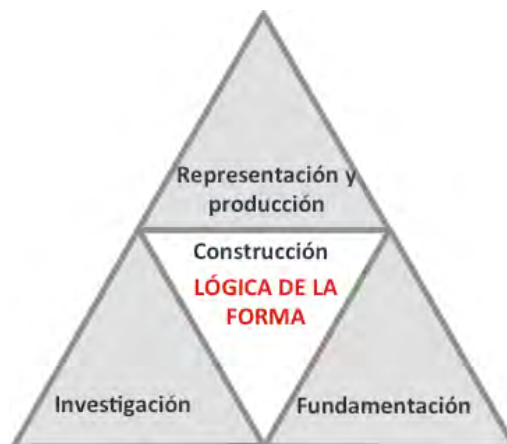 Representación y
producción
Construcción
LÓGICA DE LA
FORMA
Investigación
Fundamentación